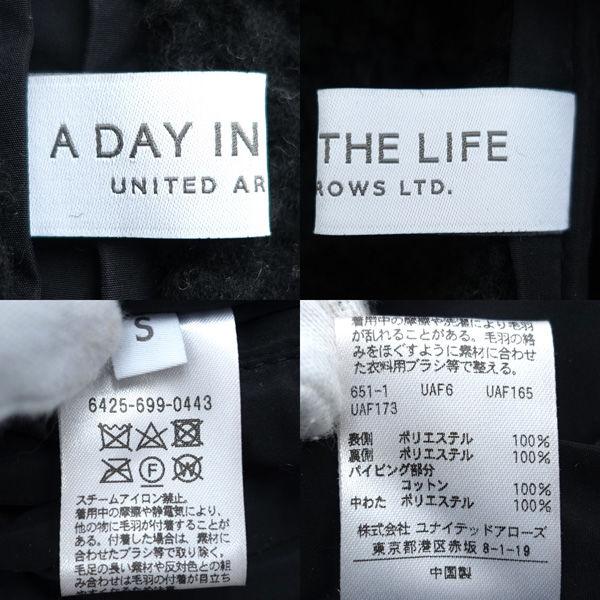 A DAY IN
UNITED AR
THE LIFE
ROWS LTD.
S
6425-699-0443
F
W
スチームアイロン禁止。
着用中の摩擦や静電気により、
他の物に毛羽が付着することが
ある。付着した場合は、素材に
合わせたブラシ等で取り除く。
毛足の長い素材や反対色との組
み合わせは毛羽の付着が目立ち
着用中の摩擦や洗濯により毛羽
が乱れることがある。毛羽の絡
みをほぐすように素材に合わせ
た衣料用ブラシ等で整える。
651-1 UAF6 UAF165
UAF173
表側 ポリエステル 100%
裏側 ポリエステル 100%
パイピング部分
コットン 100%
中わた ポリエステル 100%
株式会社 ユナイテッドアローズ
東京都港区赤坂 8-1-19
中国製